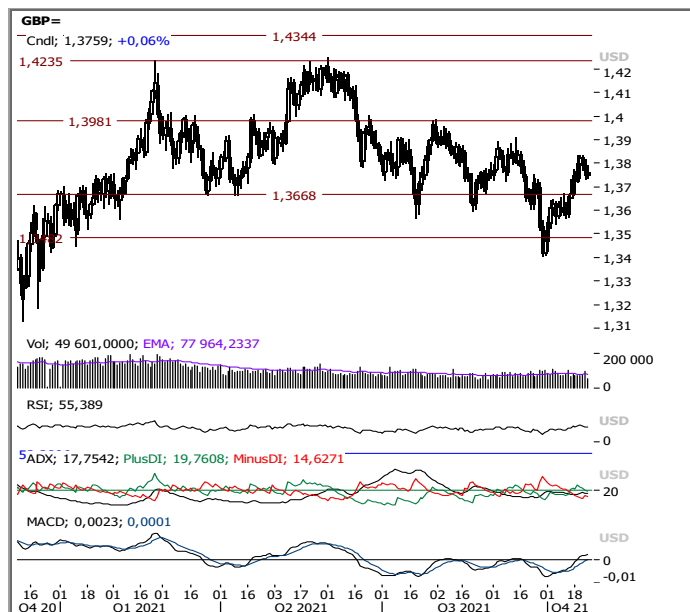 GBP=
Cndl; 1,3759; +0,06%
1,4344
1,4235
1,3981
1,3668
USD
1,42
1,41
1,4
1,39
1,38
1,37
1,36
1,35
1,34
1,33
1,32
1,31
Vol; 49 601,0000; EMA; 77 964,2337
200 000
0
RSI; 55,389
USD
0
ADX; 17,7542; PlusDI; 19,7608; MinusDI; 14,6271
USD
20
MACD; 0,0023; 0,0001
USD
0
-0,01
16 01 18 01 16 01 16 01 03 17 01 16 01 16 02 16 01 16 01 18
Q4 20 Q1 2021 Q2 2021 Q3 2021 Q4 21